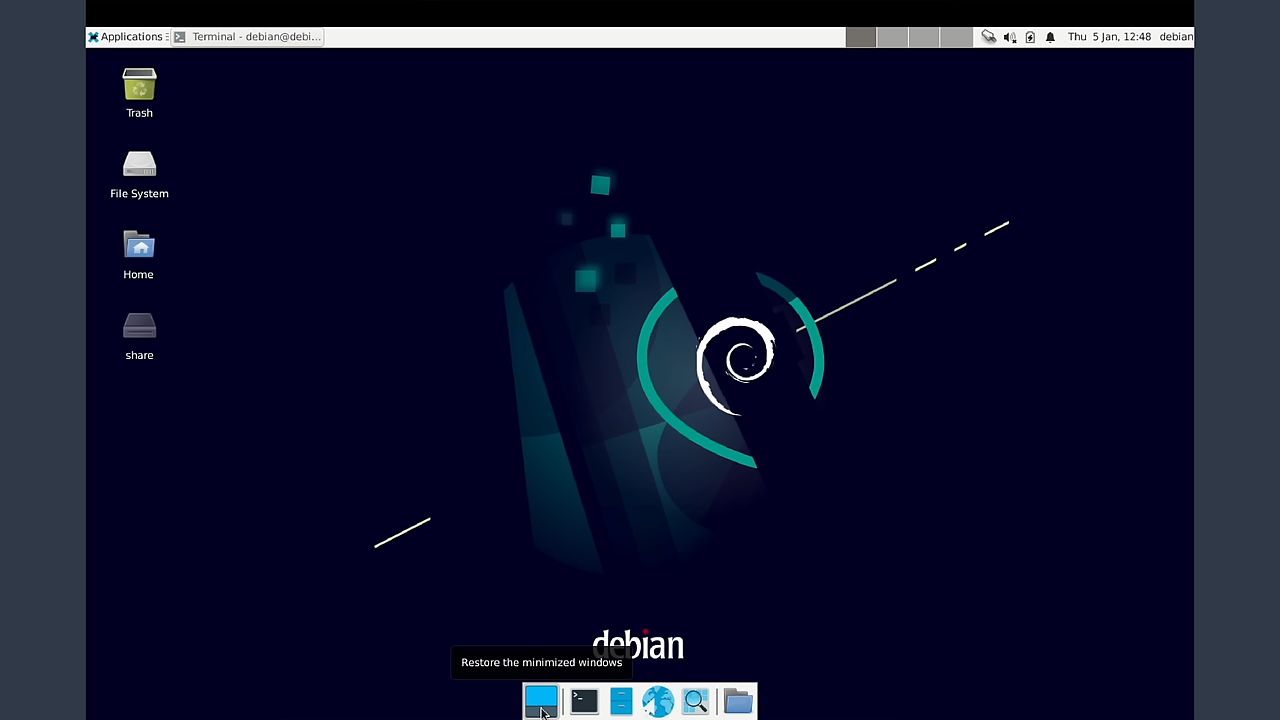 Applications
Terminal - debian@debi...
Thu 5 Jan, 12:48
debian
Trash
File System
Home
share
debian
Restore the minimized windows